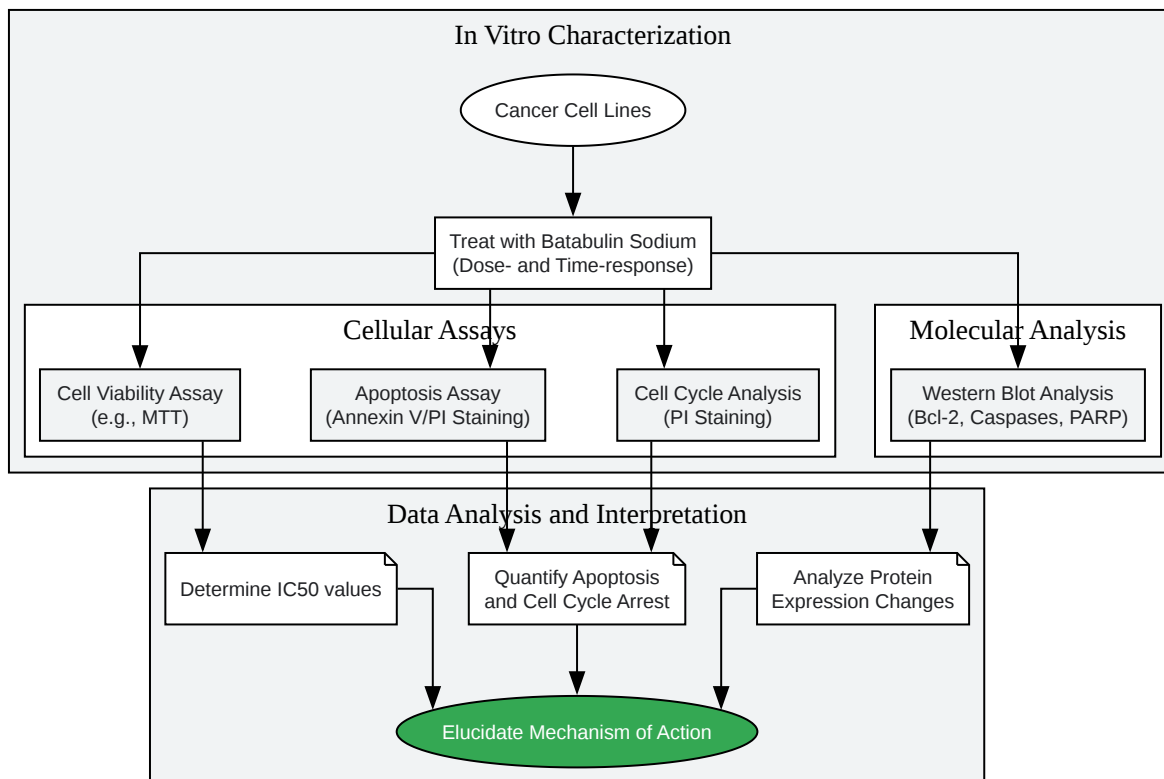 In Vitro Characterization
Cancer Cell Lines
Treat with Batabulin Sodium
(Dose- and Time-response)
Cellular Assays
Molecular Analysis
Cell Viability Assay
(e.g., MTT)
Apoptosis Assay
(Annexin V/PI Staining)
Cell Cycle Analysis
(PI Staining)
Western Blot Analysis
(Bcl-2, Caspases, PARP)
Data Analysis and Interpretation
Determine IC50 values
Quantify Apoptosis
and Cell Cycle Arrest
Analyze Protein
Expression Changes
Elucidate Mechanism of Action